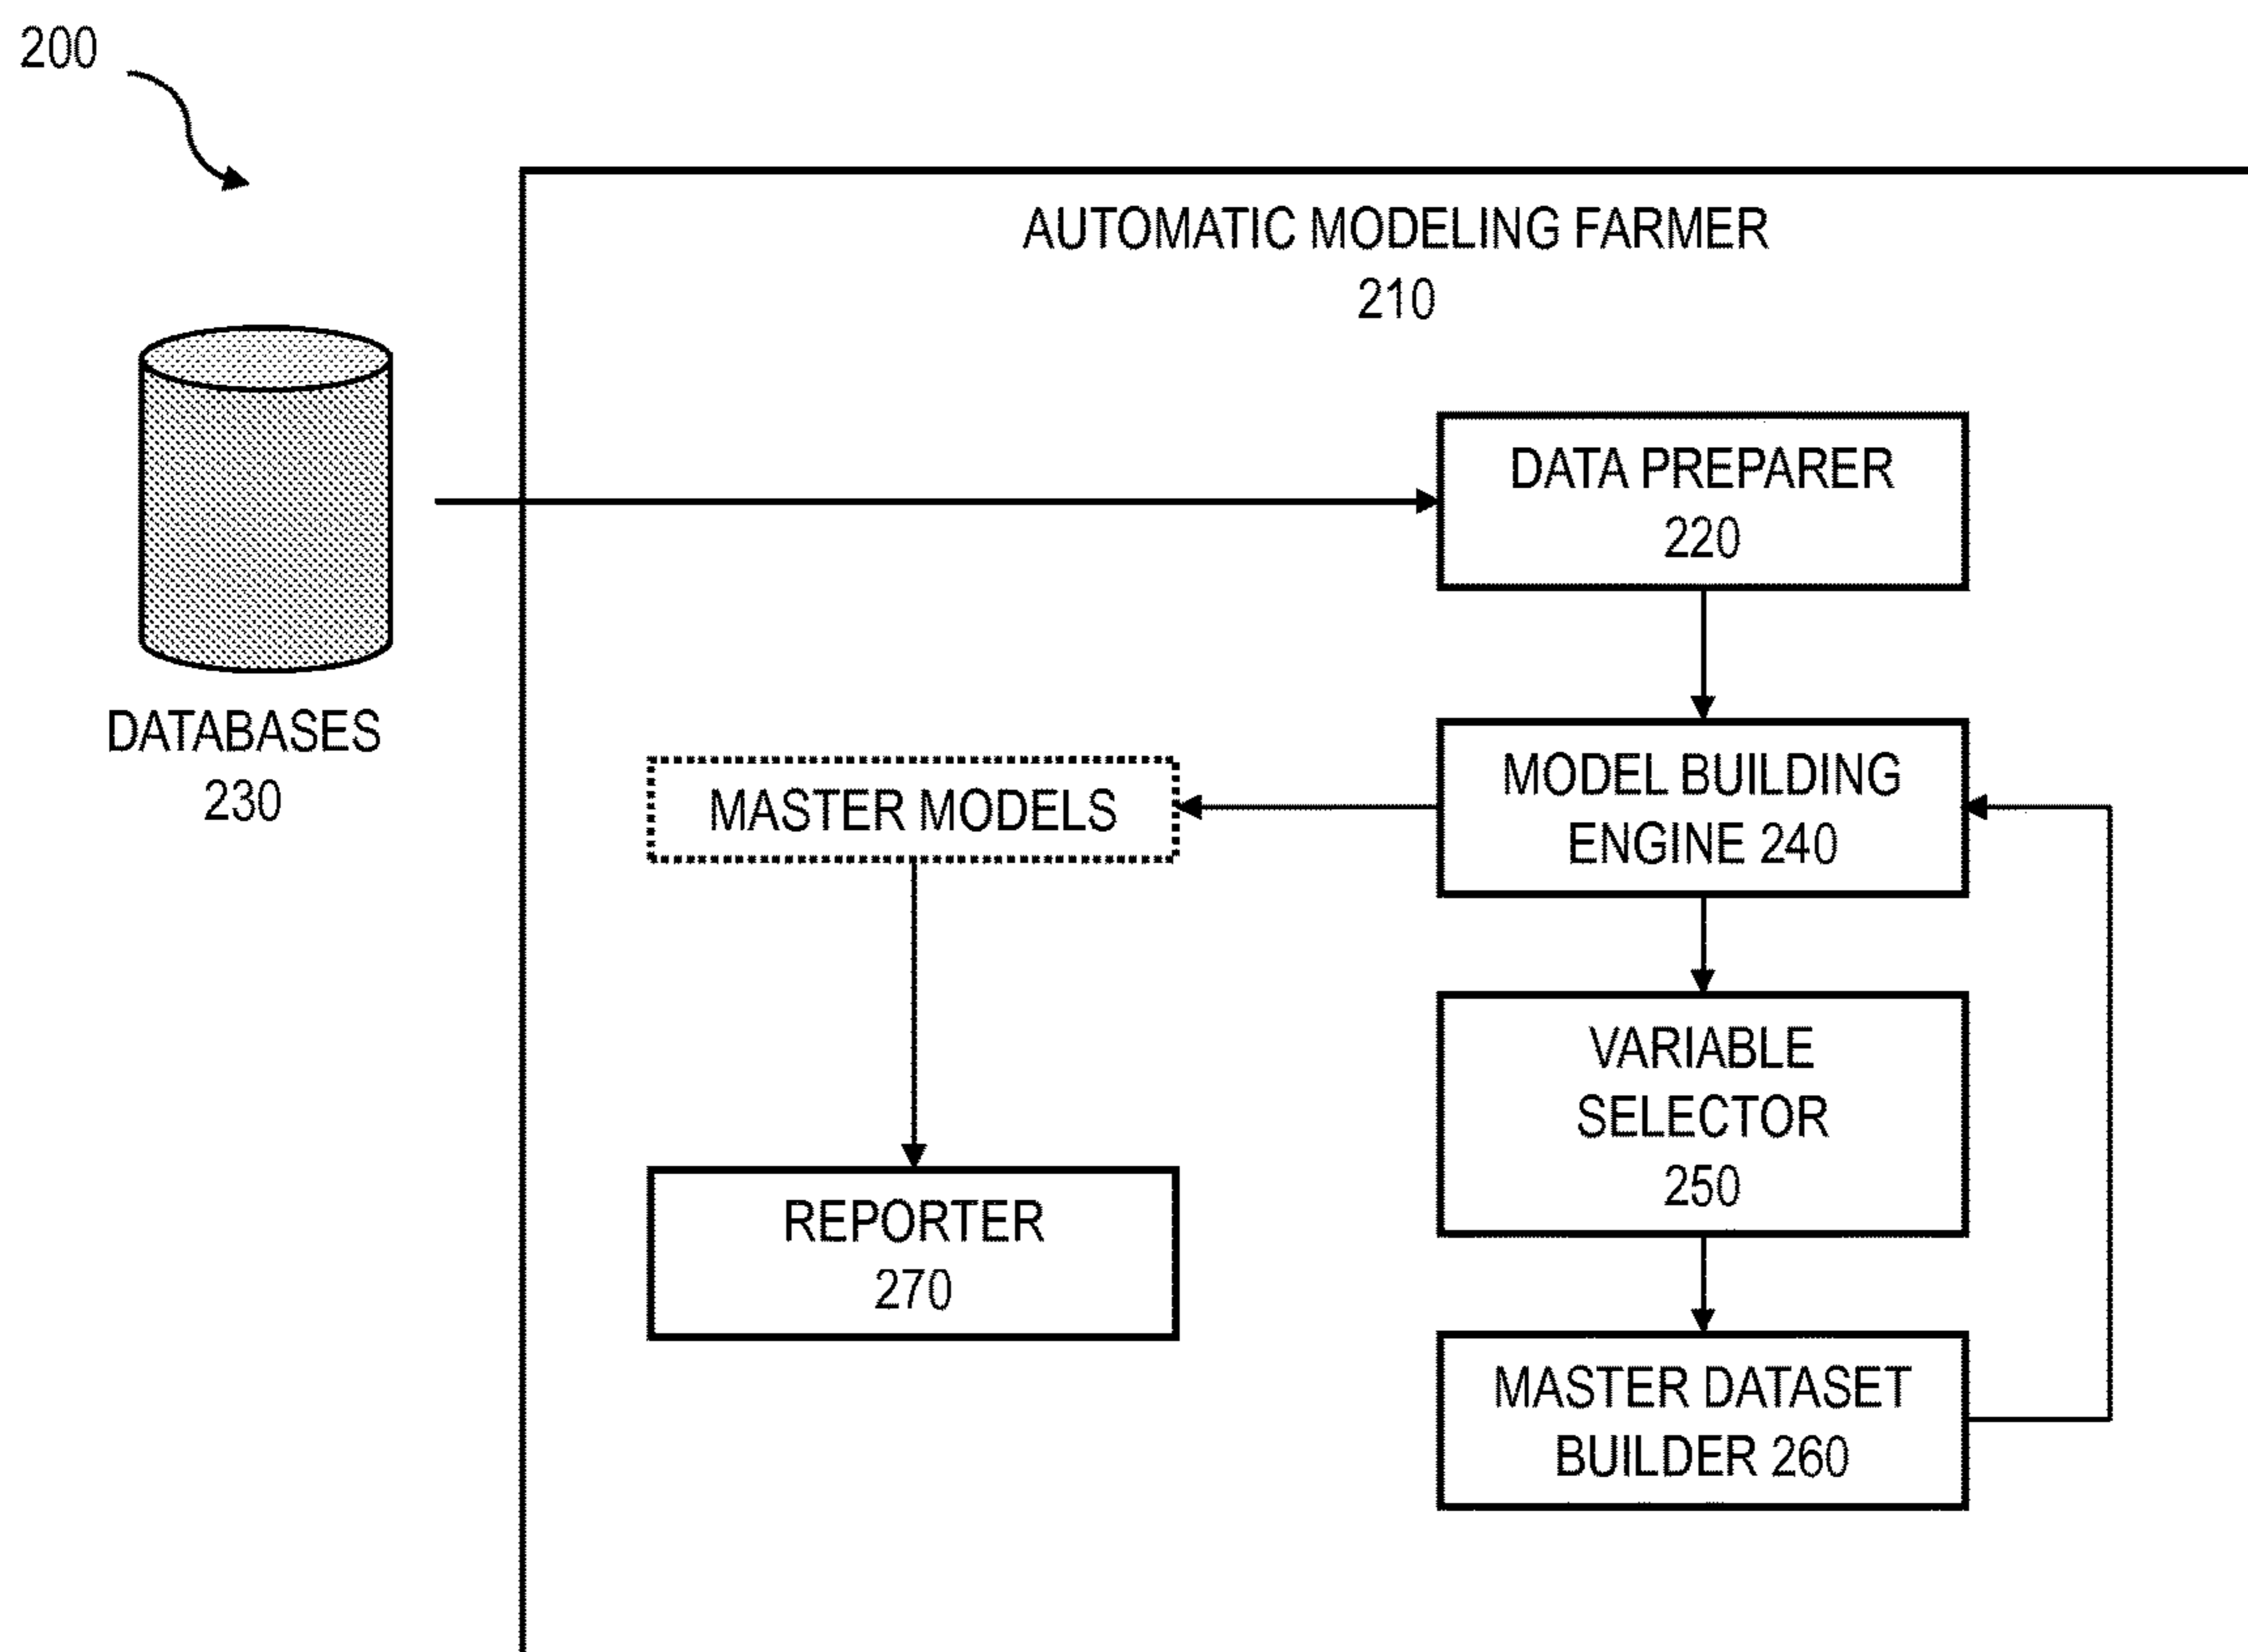 200
AUTOMATIC MODELING FARMER
210
DATA PREPARER
220
DATABASES
230
MASTER MODELS
MODEL BUILDING
ENGINE 240
VARIABLE
SELECTOR
250
REPORTER
270
MASTER DATASET
BUILDER 260